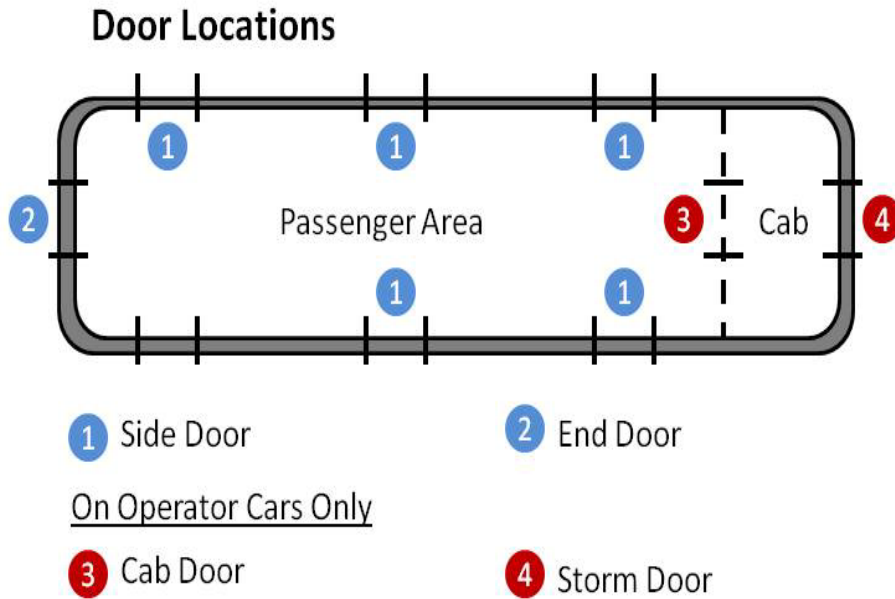 Door Locations
1 1 1
2 Passenger Area 3 Cab 4
1 1
1 Side Door 2 End Door
On Operator Cars Only
3 Cab Door 4 Storm Door